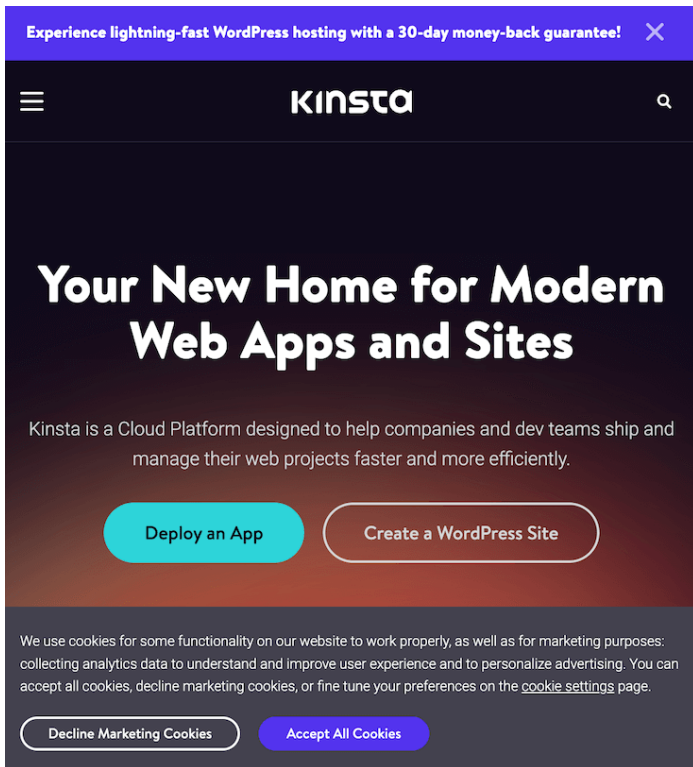 Experience lightning-fast WordPress hosting with a 30-day money-back guarantee!
KINSTA
Your New Home for Modern
Web Apps and Sites
Kinsta is a Cloud Platform designed to help companies and dev teams ship and
manage their web projects faster and more efficiently.
Deploy an App
Create a WordPress Site
We use cookies for some functionality on our website to work properly, as well as for marketing purposes:
collecting analytics data to understand and improve user experience and to personalize advertising. You can
accept all cookies, decline marketing cookies, or fine tune your preferences on the cookie settings page.
Decline Marketing Cookies
Accept All Cookies